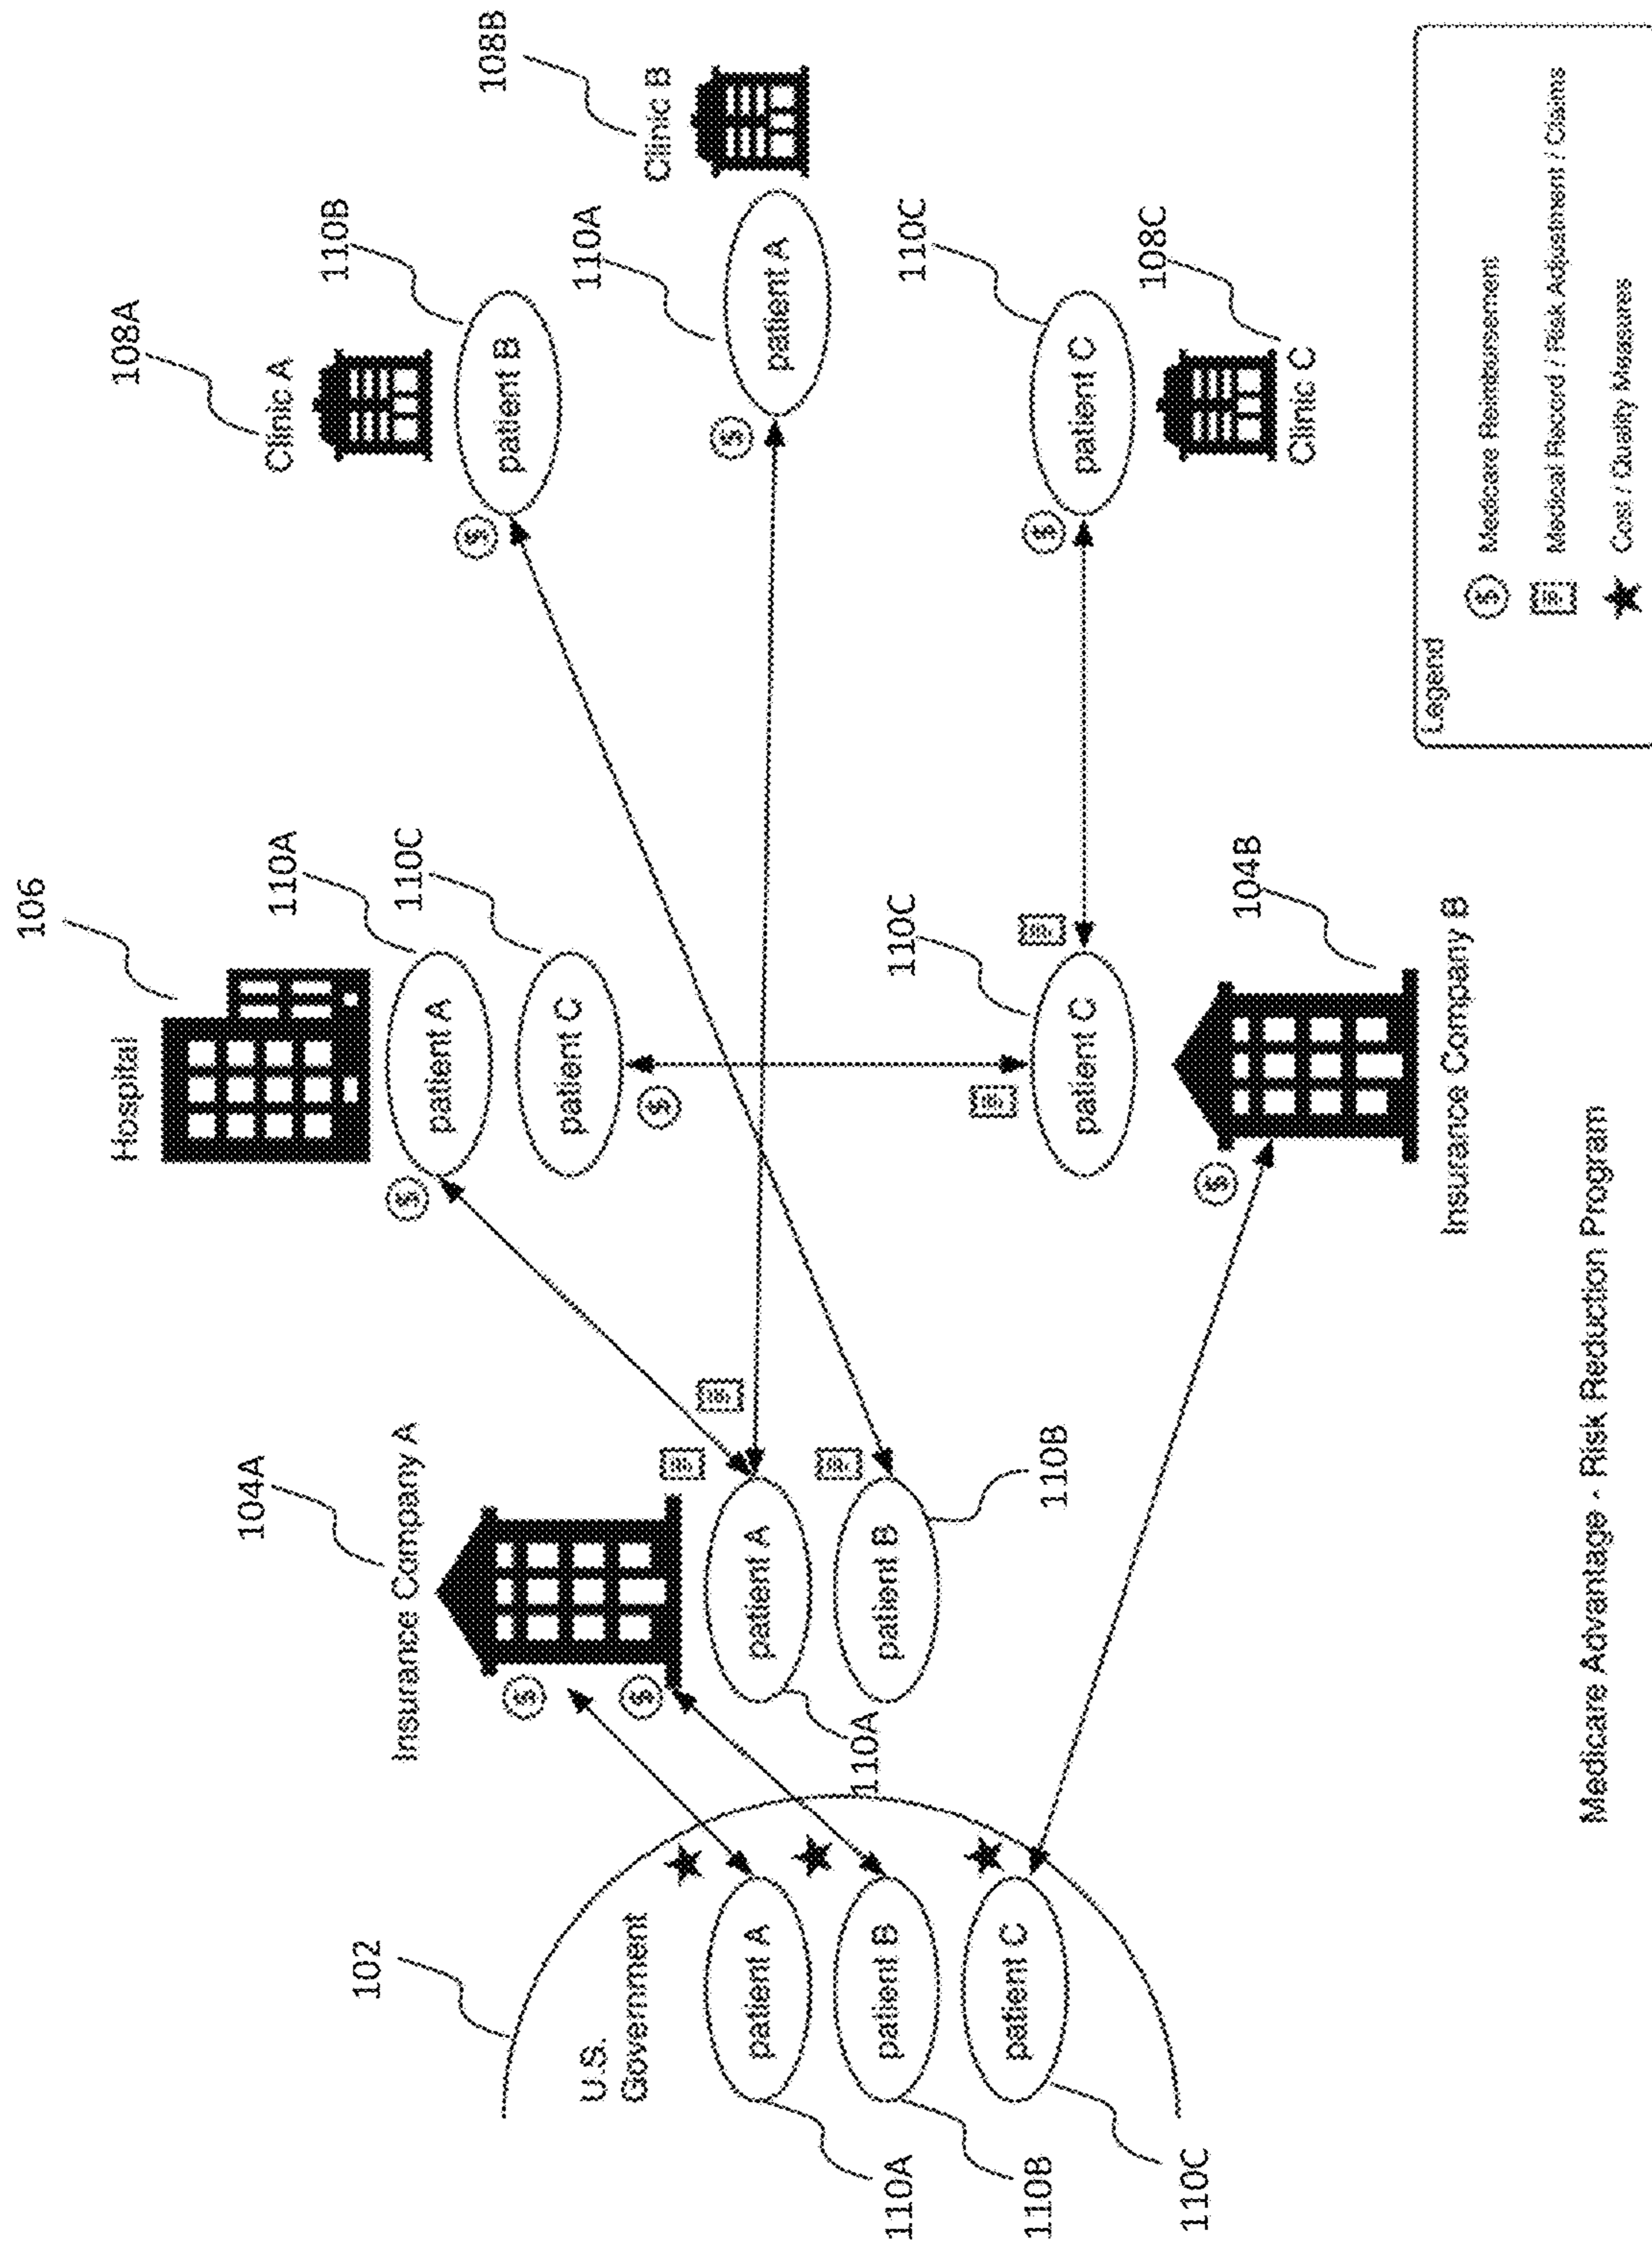 106
Hospital
110A
patient A
110C
patient C
$
$
108A
Clinic A
110B
patient B
$
108B
Clinic B
110A
patient A
$
104A
Insurance Company A
$
$
patient A
110A
patient B
110B
102
U.S.
Government
patient A
110A
patient B
110B
patient C
110C
110C
patient C
104B
$
Insurance Company B
110C
patient C
$
108C
Clinic C
Medicare Advantage - Risk Reduction Program
Legend
$ Medicare Reimbursement
Medical Record / Risk Adjustment / Claims
Cost / Quality Measures